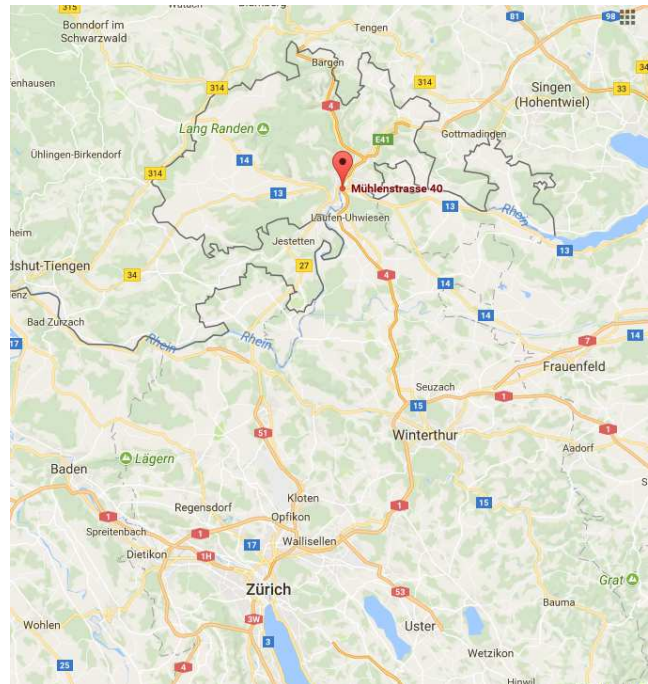 315
Bonndorf im
Schwarzwald
Tengen
81
98
Bargen
314
314
34
33
Singen
(Hohentwiel)
4
Lang Randen
E41
Gottmadingen
Ühlingen-Birkendorf
14
314
13
Mühlenstrasse 40
13
Rhein
Laufen-Uhwiesen
Jestetten
13
dshut-Tiengen
34
27
4
14
14
Bad Zurzach
Rhein
Rhein
17
7
14
Frauenfeld
Seuzach
1
15
51
1
Winterthur
Aadorf
Baden
Lägern
Kloten
Regensdorf
1
15
1
Opfikon
Spreitenbach
1
17
Wallisellen
Dietikon
1H
Zürich
53
Grat
Bauma
3W
Wohlen
Uster
3
Wetzikon
25
4
Hinwil